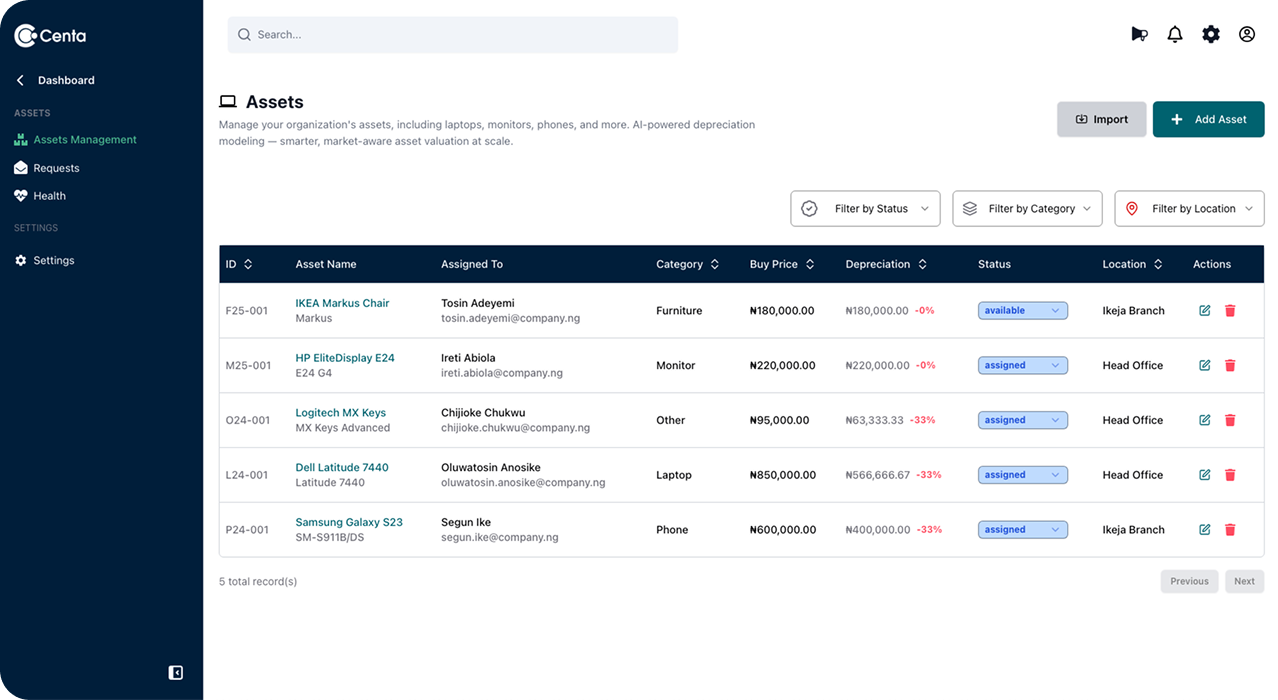 Centa
Search...
Dashboard
ASSETS
Assets Management
Requests
Health
SETTINGS
Settings
Assets
Manage your organization's assets, including laptops, monitors, phones, and more. AI-powered depreciation
modeling — smarter, market-aware asset valuation at scale.
Import
Add Asset
Filter by Status
Filter by Category
Filter by Location
ID Asset Name Assigned To Category Buy Price Depreciation Status Location Actions
F25-001 IKEA Markus Chair Tosin Adeyemi Furniture ₦180,000.00 ₦180,000.00 -0% available Ikeja Branch
Markus tosin.adeyemi@company.ng
M25-001 HP EliteDisplay E24 Ireti Abiola Monitor ₦220,000.00 ₦220,000.00 -0% assigned Head Office
E24 G4 ireti.abiola@company.ng
O24-001 Logitech MX Keys Chijioke Chukwu Other ₦95,000.00 ₦63,333.33 -33% assigned Head Office
MX Keys Advanced chijioke.chukwu@company.ng
L24-001 Dell Latitude 7440 Oluwatosin Anosike Laptop ₦850,000.00 ₦566,666.67 -33% assigned Head Office
Latitude 7440 oluwatosin.anosike@company.ng
P24-001 Samsung Galaxy S23 Segun Ike Phone ₦600,000.00 ₦400,000.00 -33% assigned Ikeja Branch
SM-S911B/DS segun.ike@company.ng
5 total record(s)
Previous
Next